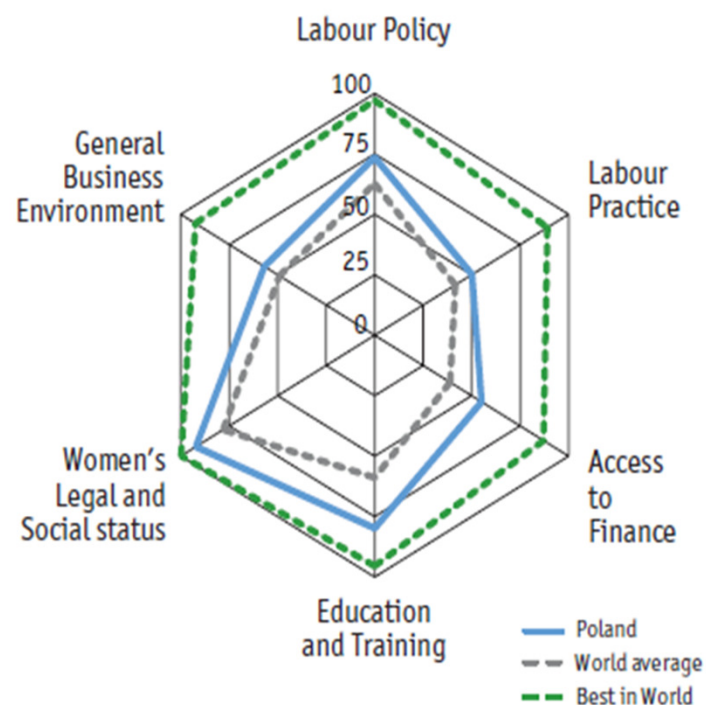 Labour Policy
100
75
50
25
0
General
Business
Environment
Labour
Practice
Women's
Legal and
Social status
Access
to
Finance
Education
and Training
Poland
World average
Best in World